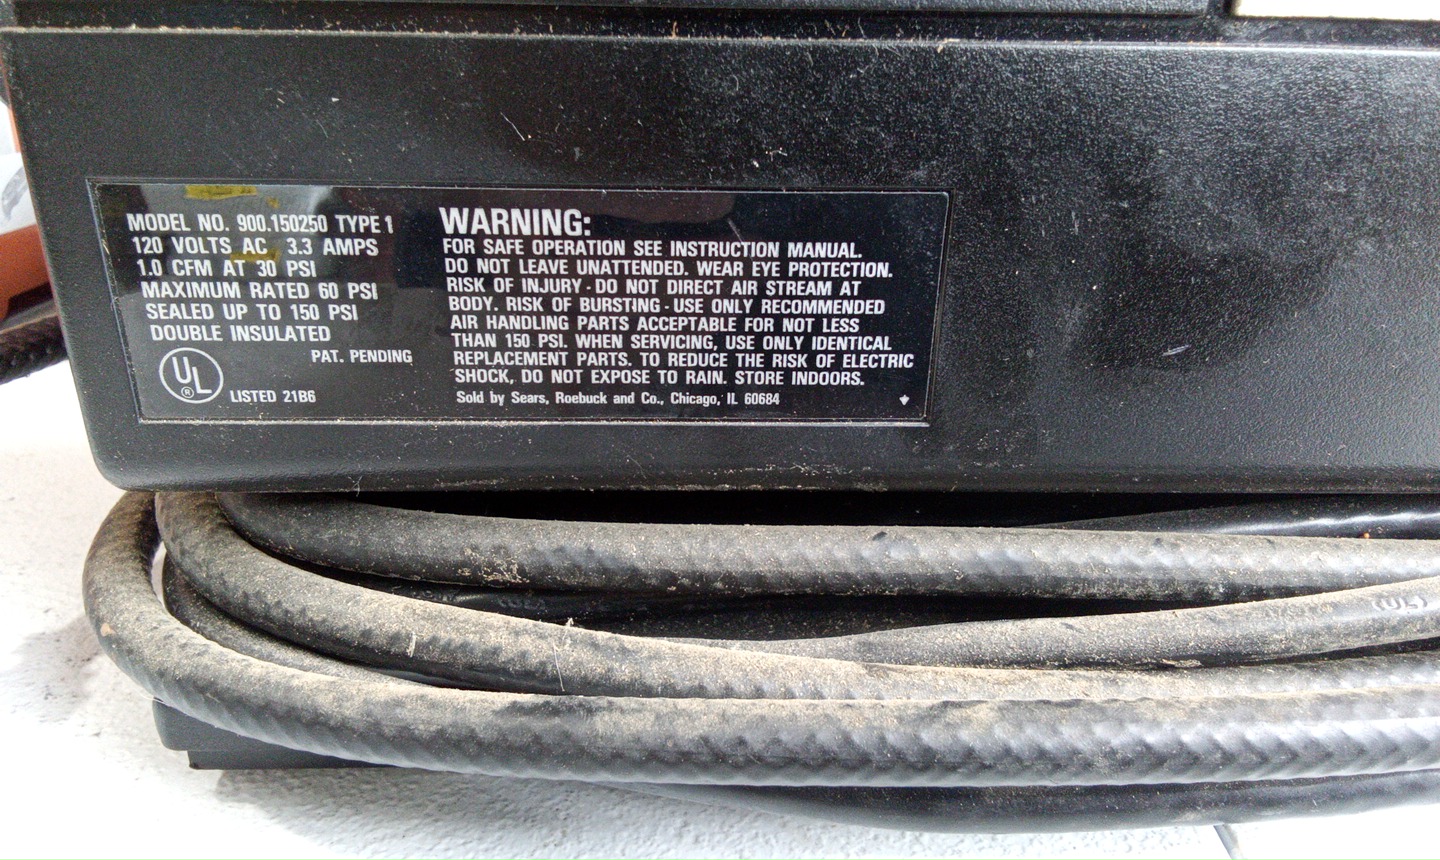 MODEL NO. 900.150250 TYPE 1
120 VOLTS AC 3.3 AMPS
1.0 CFM AT 30 PSI
MAXIMUM RATED 60 PSI
SEALED UP TO 150 PSI
DOUBLE INSULATED
PAT. PENDING
UL
®
LISTED 21B6
WARNING:
FOR SAFE OPERATION SEE INSTRUCTION MANUAL.
DO NOT LEAVE UNATTENDED. WEAR EYE PROTECTION.
RISK OF INJURY - DO NOT DIRECT AIR STREAM AT
BODY. RISK OF BURSTING - USE ONLY RECOMMENDED
AIR HANDLING PARTS ACCEPTABLE FOR NOT LESS
THAN 150 PSI. WHEN SERVICING, USE ONLY IDENTICAL
REPLACEMENT PARTS. TO REDUCE THE RISK OF ELECTRIC
SHOCK, DO NOT EXPOSE TO RAIN. STORE INDOORS.
Sold by Sears, Roebuck and Co., Chicago, IL 60684
(UL)